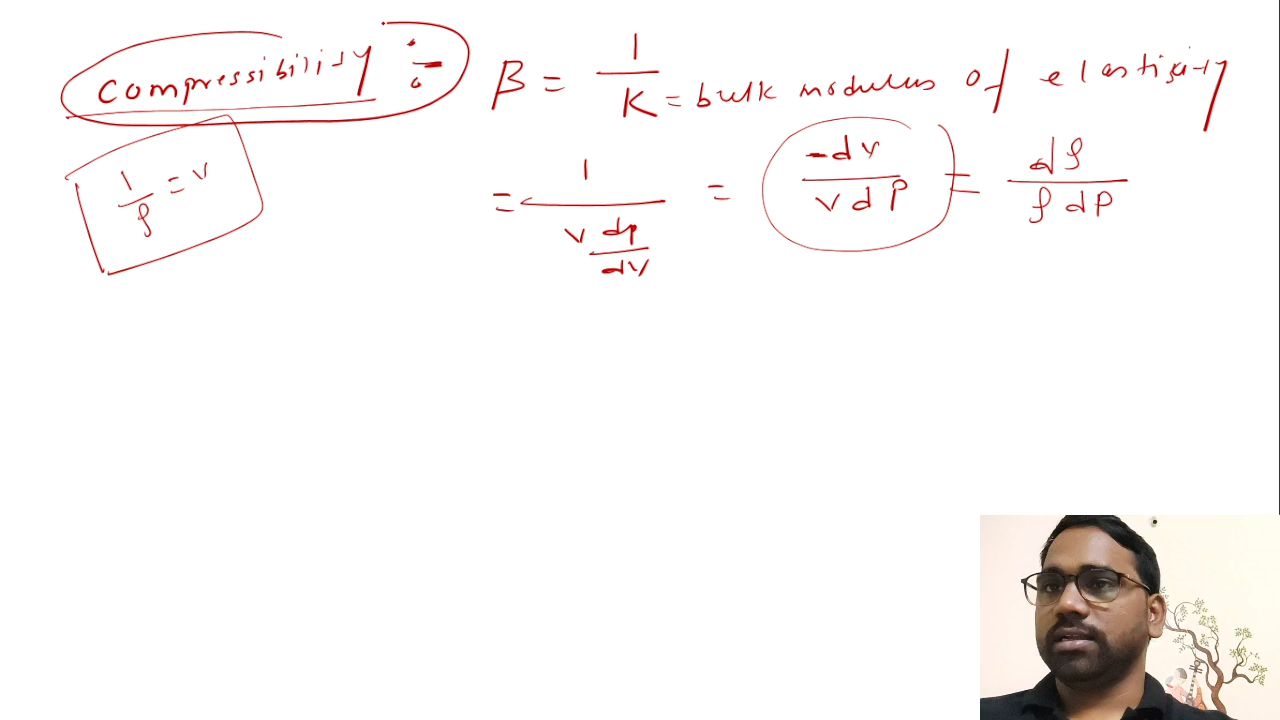 compressibility :- β = 1/K = bulk modulus of elasticity
1/ρ = v
= 1/(v dp/dv) = -dv/(v dP) = dρ/(ρ dP)